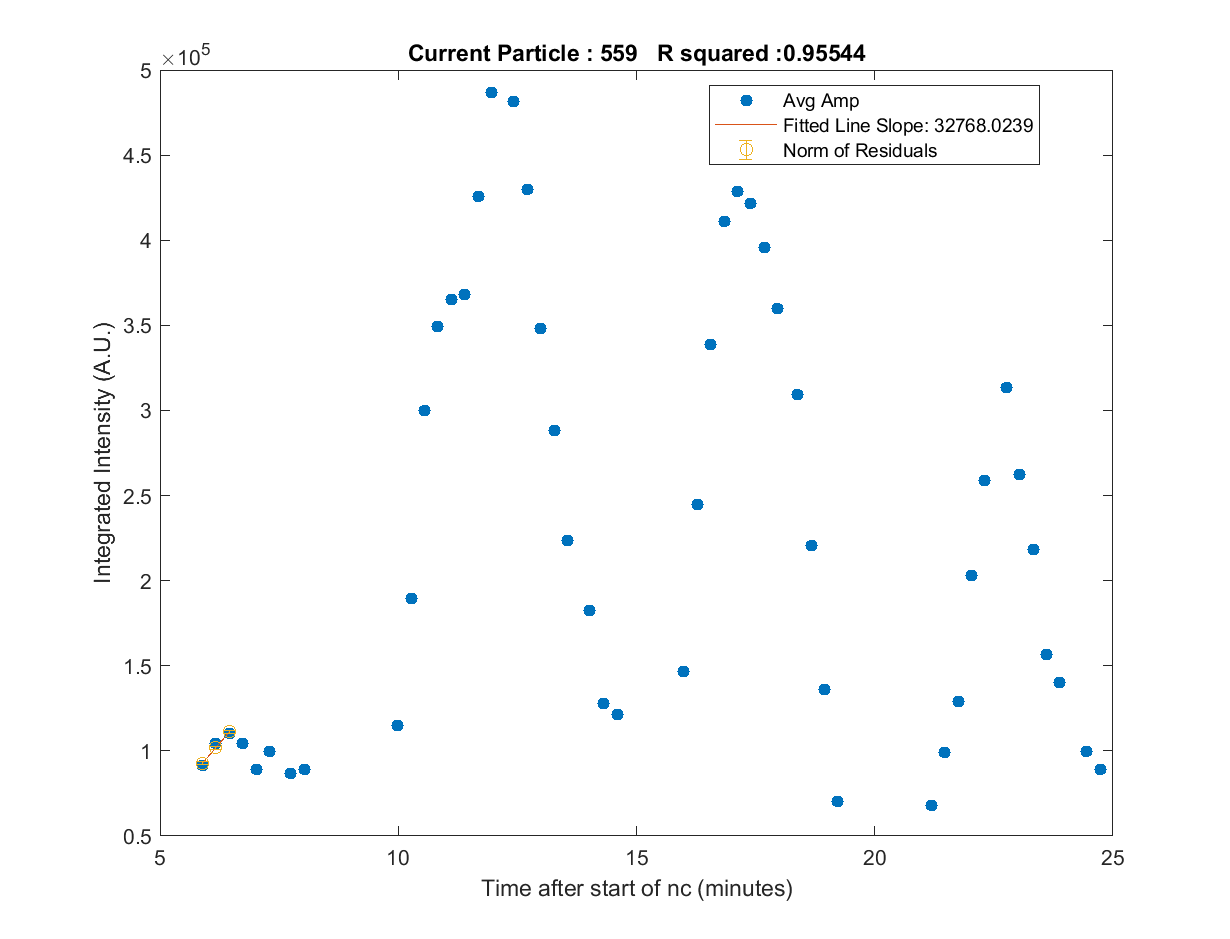 Current Particle : 559   R squared :0.95544
×10^5
5
4.5
4
3.5
3
2.5
2
1.5
1
0.5
Integrated Intensity (A.U.)
Avg Amp
Fitted Line Slope: 32768.0239
Norm of Residuals
5 10 15 20 25
Time after start of nc (minutes)